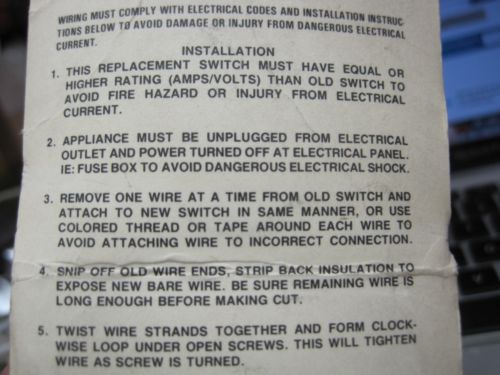 WIRING MUST COMPLY WITH ELECTRICAL CODES AND INSTALLATION INSTRUC-
TIONS BELOW TO AVOID DAMAGE OR INJURY FROM DANGEROUS ELECTRICAL
CURRENT.
INSTALLATION
1. THIS REPLACEMENT SWITCH MUST HAVE EQUAL OR
HIGHER RATING (AMPS/VOLTS) THAN OLD SWITCH TO
AVOID FIRE HAZARD OR INJURY FROM ELECTRICAL
CURRENT.
2. APPLIANCE MUST BE UNPLUGGED FROM ELECTRICAL
OUTLET AND POWER TURNED OFF AT ELECTRICAL PANEL.
IE: FUSE BOX TO AVOID DANGEROUS ELECTRICAL SHOCK.
3. REMOVE ONE WIRE AT A TIME FROM OLD SWITCH AND
ATTACH TO NEW SWITCH IN SAME MANNER, OR USE
COLORED THREAD OR TAPE AROUND EACH WIRE TO
AVOID ATTACHING WIRE TO INCORRECT CONNECTION.
4. SNIP OFF OLD WIRE ENDS, STRIP BACK INSULATION TO
EXPOSE NEW BARE WIRE. BE SURE REMAINING WIRE IS
LONG ENOUGH BEFORE MAKING CUT.
5. TWIST WIRE STRANDS TOGETHER AND FORM CLOCK-
WISE LOOP UNDER OPEN SCREWS. THIS WILL TIGHTEN
WIRE AS SCREW IS TURNED.